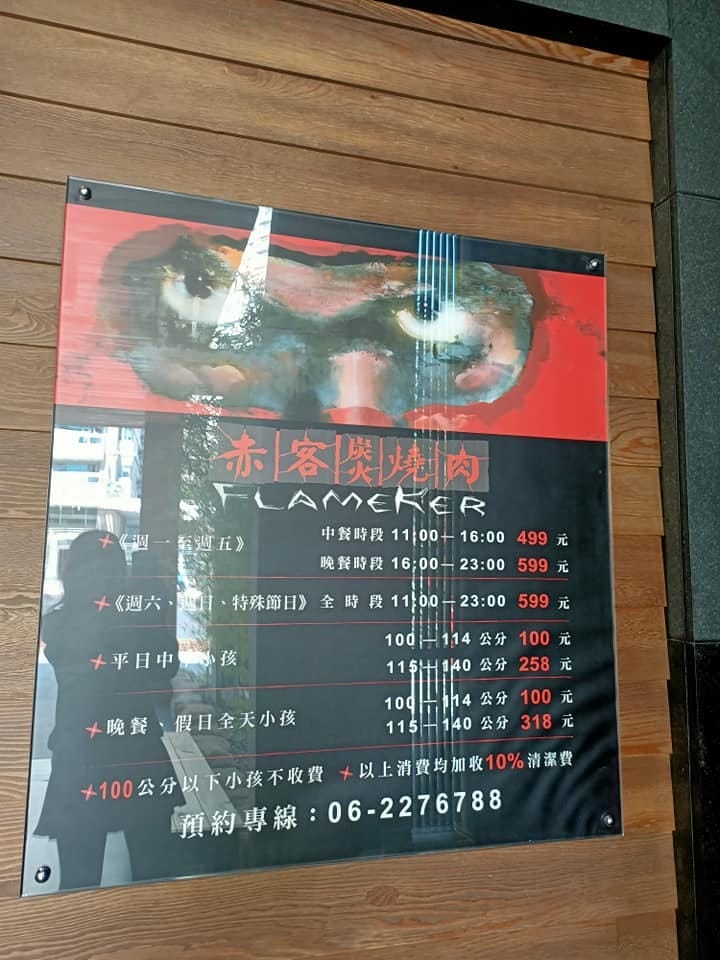 赤客炭火燒肉
FLAMEKER
+《週一至週五》 中餐時段 11:00—16:00 499 元
晚餐時段 16:00—23:00 599 元
+《週六、週日、特殊節日》 全時段 11:00—23:00 599 元
100—114 公分 100 元
+平日中 小孩 115—140 公分 258 元
100—114 公分 100 元
+晚餐、假日全天小孩 115—140 公分 318 元
+100公分以下小孩不收費 +以上消費均加收10%清潔費
預約專線：06-2276788